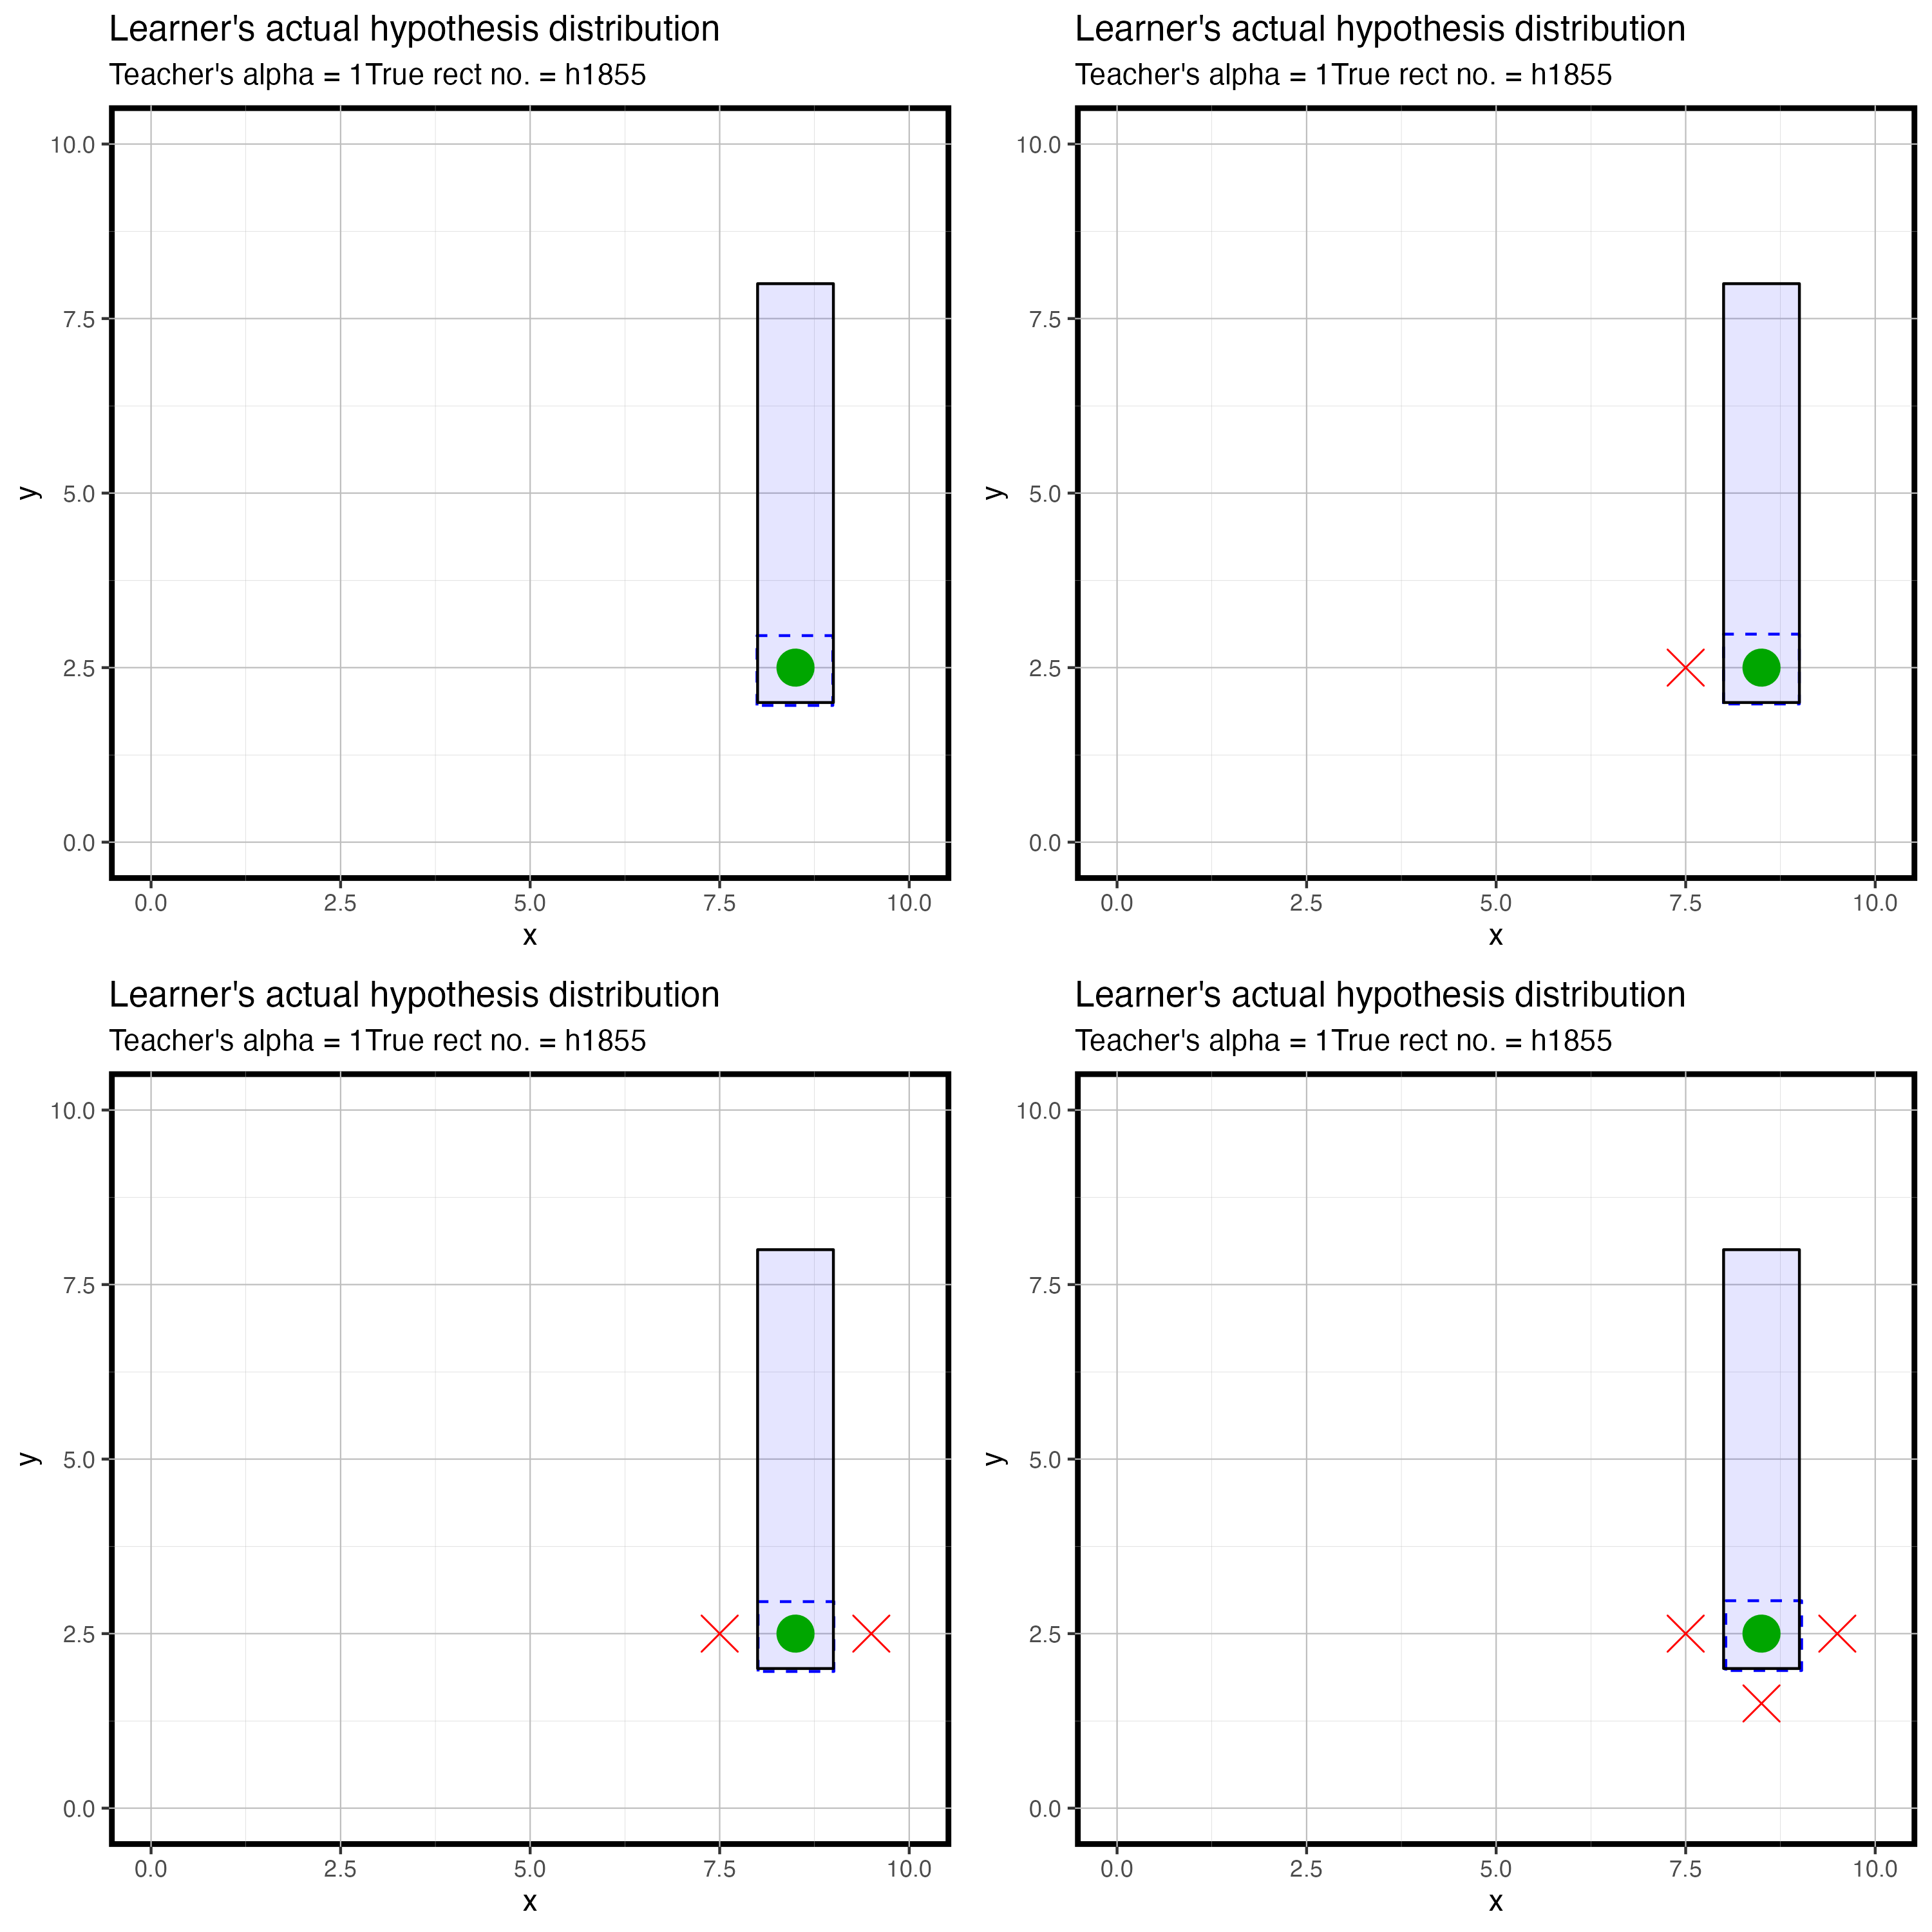 Learner's actual hypothesis distribution
Teacher's alpha = 1True rect no. = h1855
10.0
7.5
5.0
2.5
0.0
y
0.0 2.5 5.0 7.5 10.0
x
Learner's actual hypothesis distribution
Teacher's alpha = 1True rect no. = h1855
10.0
7.5
5.0
2.5
0.0
y
0.0 2.5 5.0 7.5 10.0
x
Learner's actual hypothesis distribution
Teacher's alpha = 1True rect no. = h1855
10.0
7.5
5.0
2.5
0.0
y
0.0 2.5 5.0 7.5 10.0
x
Learner's actual hypothesis distribution
Teacher's alpha = 1True rect no. = h1855
10.0
7.5
5.0
2.5
0.0
y
0.0 2.5 5.0 7.5 10.0
x